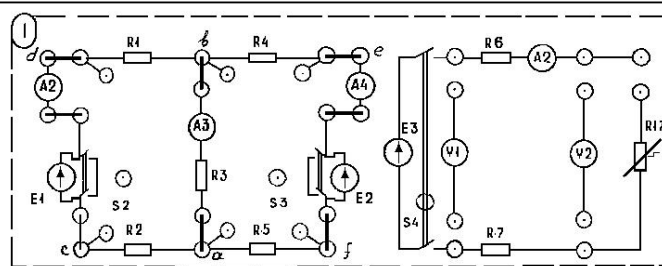 1
R1 b R4
d e R6 A2
A2 A4
A3 E3 R17
V1 V2
R3
E1 S2 S3 E2
S4
R2 R5 R7
c a f